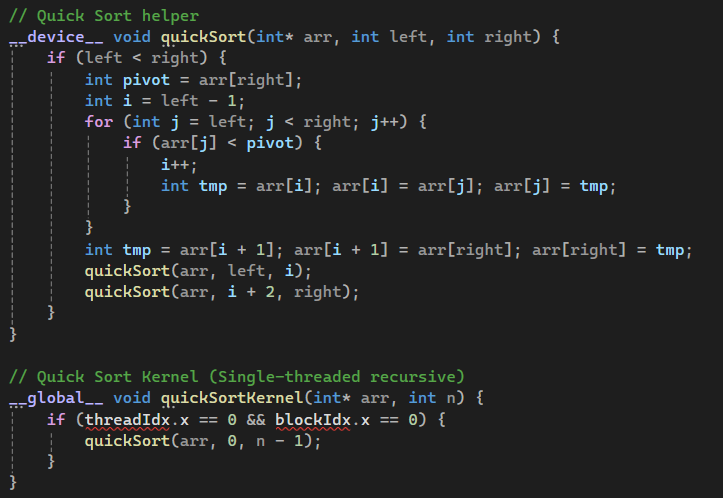 // Quick Sort helper
__device__ void quickSort(int* arr, int left, int right) {
    if (left < right) {
        int pivot = arr[right];
        int i = left - 1;
        for (int j = left; j < right; j++) {
            if (arr[j] < pivot) {
                i++;
                int tmp = arr[i]; arr[i] = arr[j]; arr[j] = tmp;
            }
        }
        int tmp = arr[i + 1]; arr[i + 1] = arr[right]; arr[right] = tmp;
        quickSort(arr, left, i);
        quickSort(arr, i + 2, right);
    }
}

// Quick Sort Kernel (Single-threaded recursive)
__global__ void quickSortKernel(int* arr, int n) {
    if (threadIdx.x == 0 && blockIdx.x == 0) {
        quickSort(arr, 0, n - 1);
    }
}